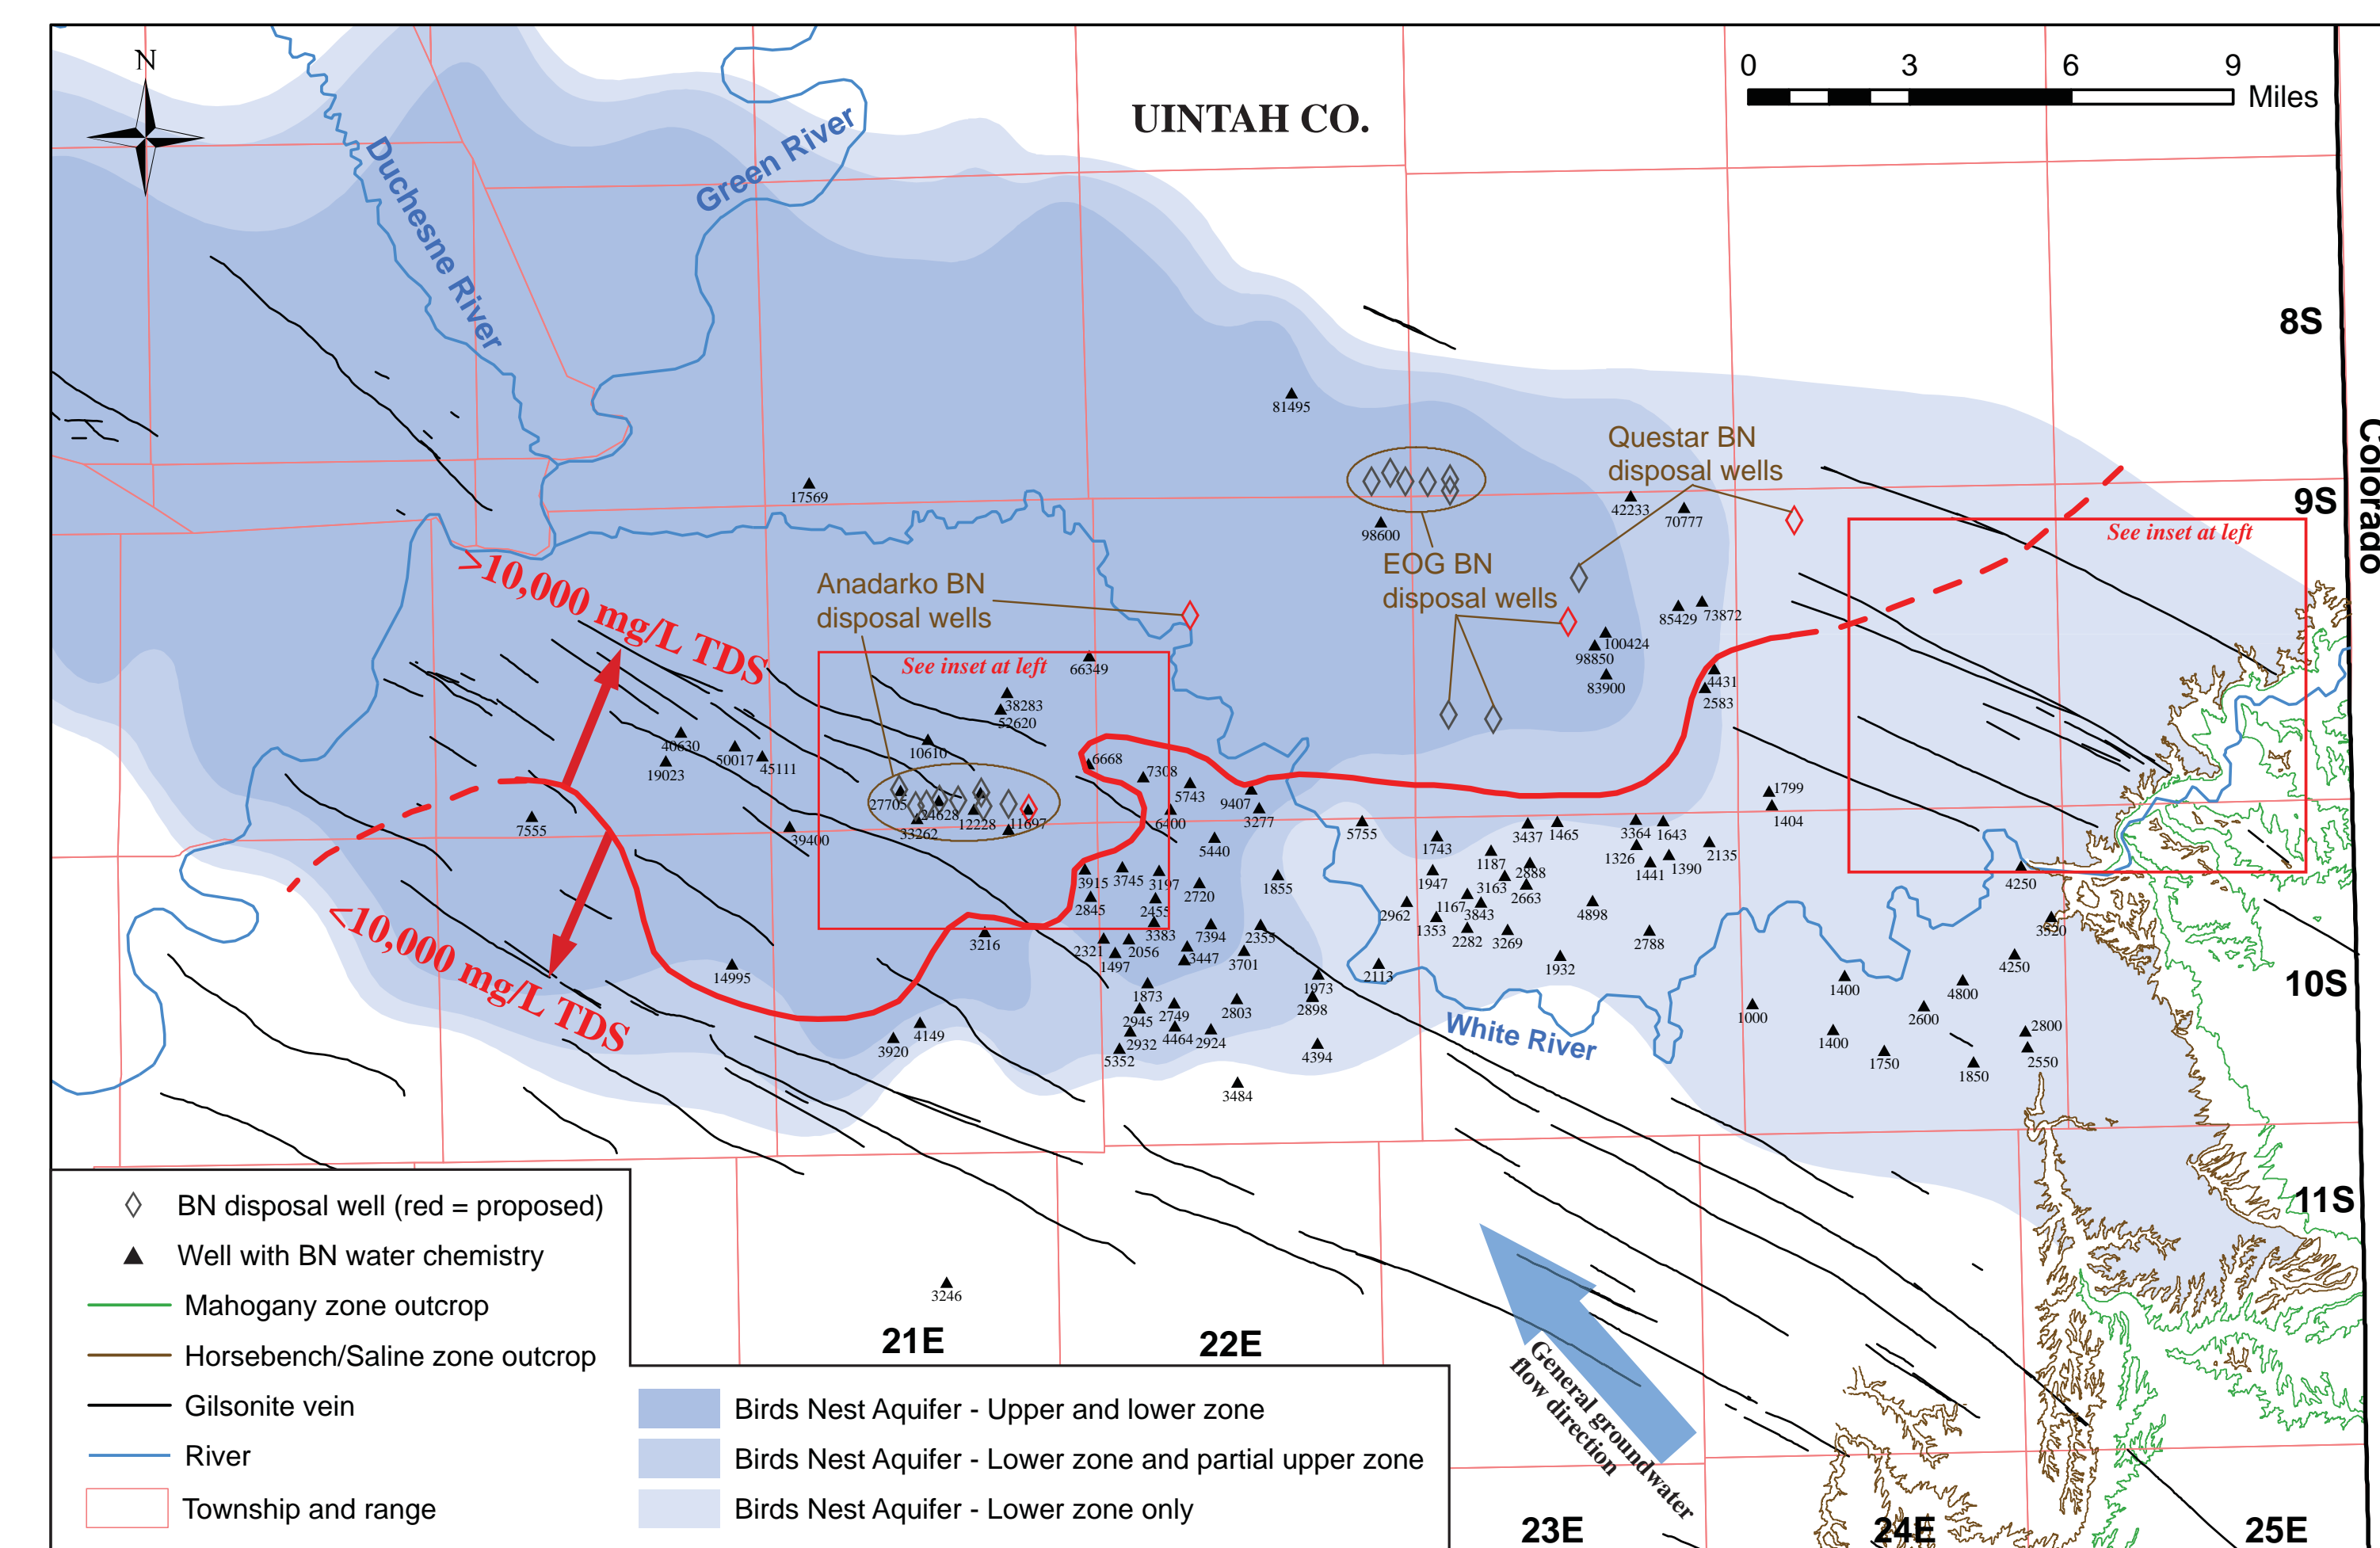 N
UINTAH CO.
0 3 6 9
Miles
Duchesne River
Green River
8S
Colorado
81495
Questar BN
disposal wells
17569
42233
70777
98600
9S
See inset at left
EOG BN
disposal wells
>10,000 mg/L TDS
Anadarko BN
disposal wells
85429
73872
100424
98850
83900
See inset at left
66349
4431
2583
38283
52620
40630
50017
45111
19023
10610
6668
7308
5743
9407
3277
6400
1799
1404
27705
24628
12228
11697
33262
7555
39400
5440
5755
1743
3437
1465
3364
1643
1326
1441
1390
2135
1187
2888
3915
3745
3197
2720
1855
1947
3163
2663
4250
2845
2455
2962
1167
3843
4898
1353
3520
<10,000 mg/L TDS
3216
3383
7394
2355
2282
3269
2788
2321
2056
1497
3447
3701
1932
4250
14995
1973
2113
1400
4800
10S
1873
2898
2945
2749
2803
1000
2600
3920
4149
2932
4464
2924
White River
1400
2800
5352
4394
1750
2550
1850
3484
11S
3246
21E
22E
General groundwater
flow direction
23E
24E
25E
BN disposal well (red = proposed)
Well with BN water chemistry
Mahogany zone outcrop
Horsebench/Saline zone outcrop
Gilsonite vein
River
Township and range
Birds Nest Aquifer - Upper and lower zone
Birds Nest Aquifer - Lower zone and partial upper zone
Birds Nest Aquifer - Lower zone only